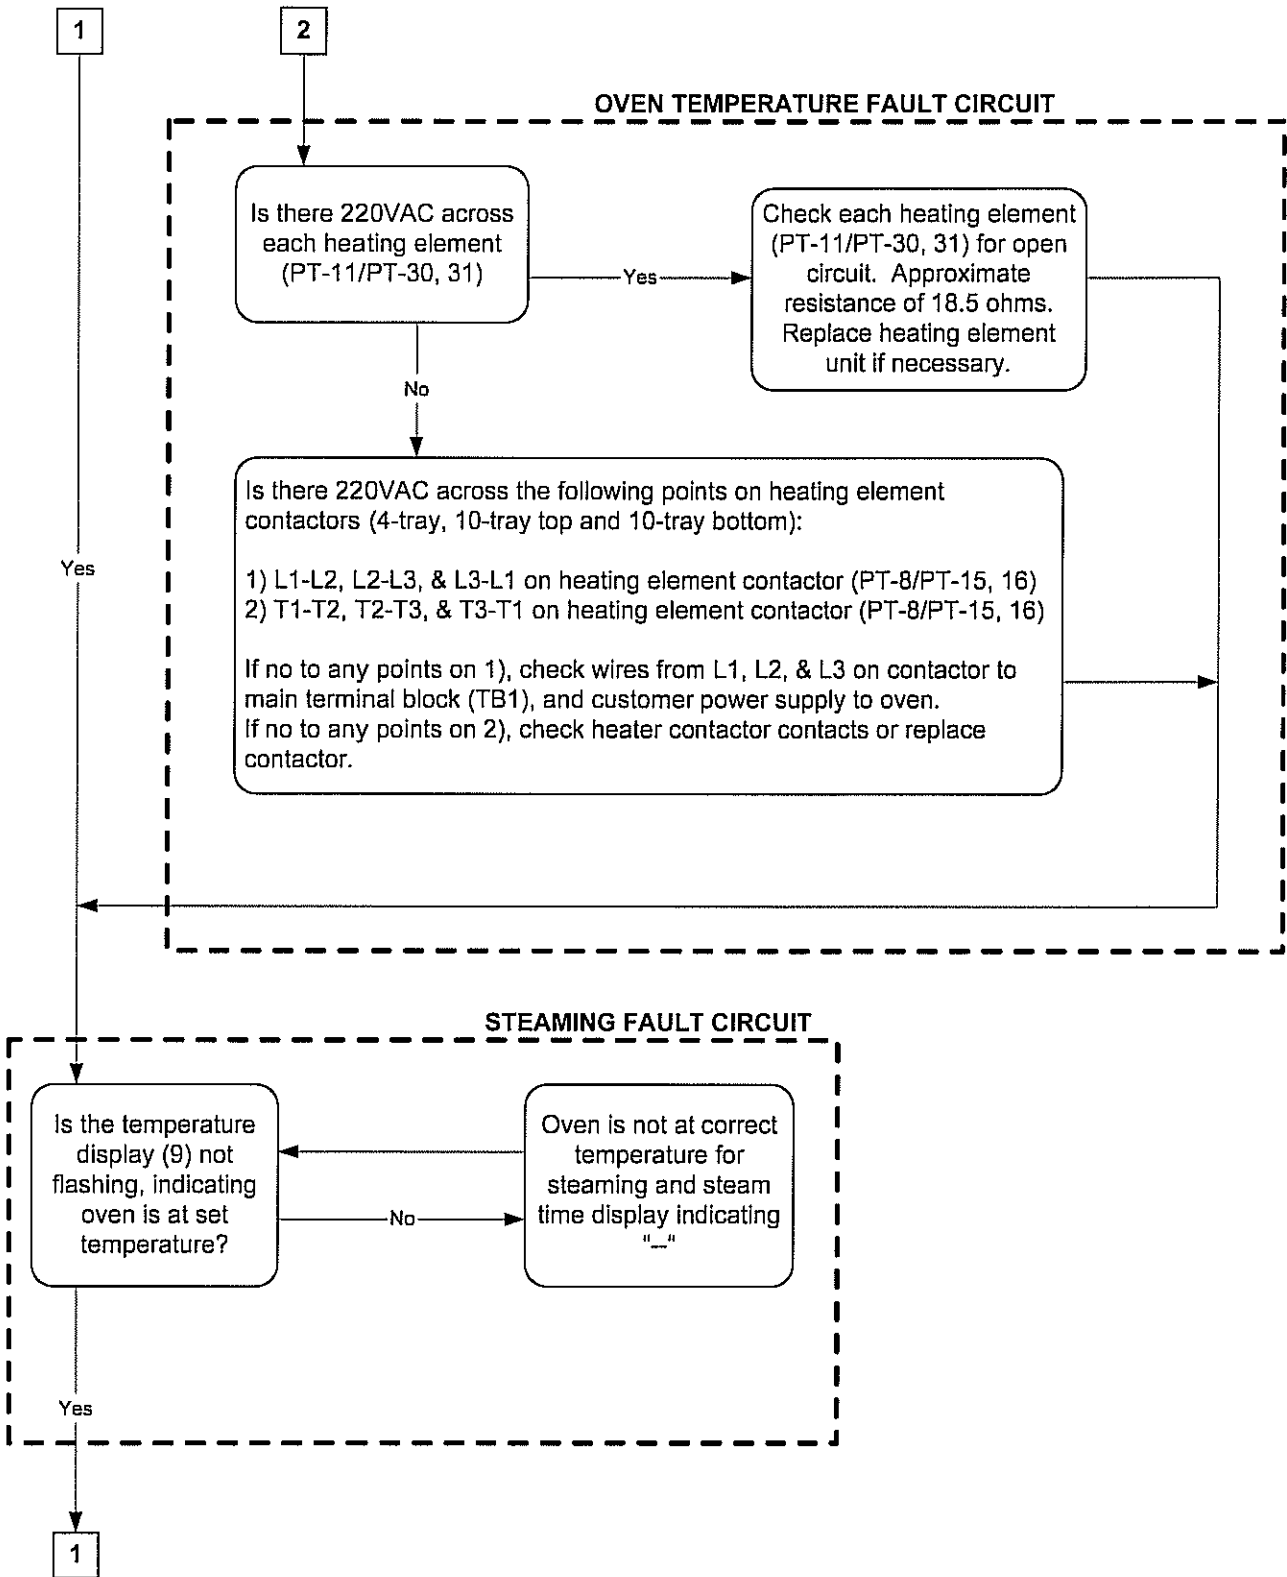 1
2
OVEN TEMPERATURE FAULT CIRCUIT
Is there 220VAC across
each heating element
(PT-11/PT-30, 31)
Yes
Check each heating element
(PT-11/PT-30, 31) for open
circuit. Approximate
resistance of 18.5 ohms.
Replace heating element
unit if necessary.
No
Is there 220VAC across the following points on heating element
contactors (4-tray, 10-tray top and 10-tray bottom):
1) L1-L2, L2-L3, & L3-L1 on heating element contactor (PT-8/PT-15, 16)
2) T1-T2, T2-T3, & T3-T1 on heating element contactor (PT-8/PT-15, 16)
If no to any points on 1), check wires from L1, L2, & L3 on contactor to
main terminal block (TB1), and customer power supply to oven.
If no to any points on 2), check heater contactor contacts or replace
contactor.
Yes
STEAMING FAULT CIRCUIT
Is the temperature
display (9) not
flashing, indicating
oven is at set
temperature?
No
Oven is not at correct
temperature for
steaming and steam
time display indicating
"--"
Yes
1